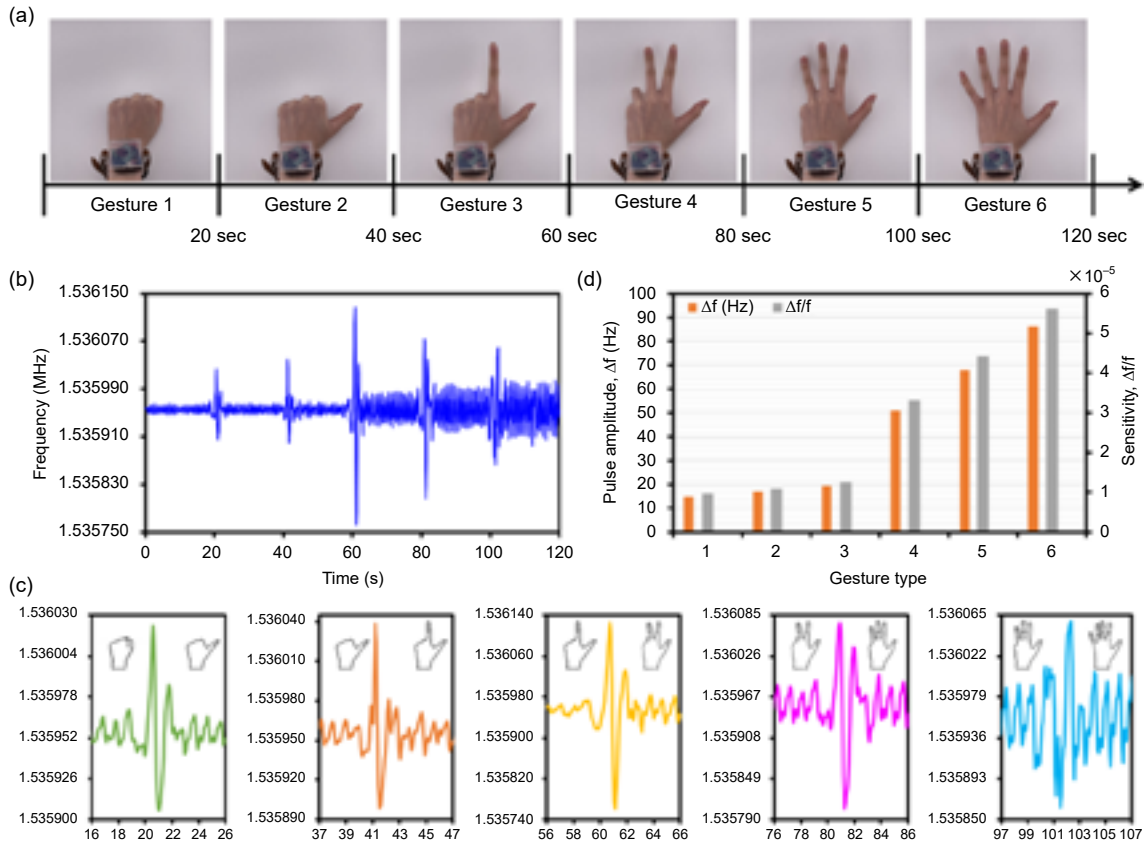 (a)
Gesture 1
Gesture 2
Gesture 3
Gesture 4
Gesture 5
Gesture 6
20 sec
40 sec
60 sec
80 sec
100 sec
120 sec
(b)
1.536150
1.536070
1.535990
1.535910
1.535830
1.535750
Frequency (MHz)
0 20 40 60 80 100 120
Time (s)
(d)
×10⁻⁵
100
90
80
70
60
50
40
30
20
10
0
Pulse amplitude, Δf (Hz)
Δf (Hz) Δf/f
6
5
4
3
2
1
0
Sensitivity, Δf/f
1 2 3 4 5 6
Gesture type
(c)
1.536030
1.536004
1.535978
1.535952
1.535926
1.535900
16 18 20 22 24 26
1.536040
1.536010
1.535980
1.535950
1.535920
1.535890
37 39 41 43 45 47
1.536140
1.536060
1.535980
1.535900
1.535820
1.535740
56 58 60 62 64 66
1.536085
1.536026
1.535967
1.535908
1.535849
1.535790
76 78 80 82 84 86
1.536065
1.536022
1.535979
1.535936
1.535893
1.535850
97 99 101 103 105 107